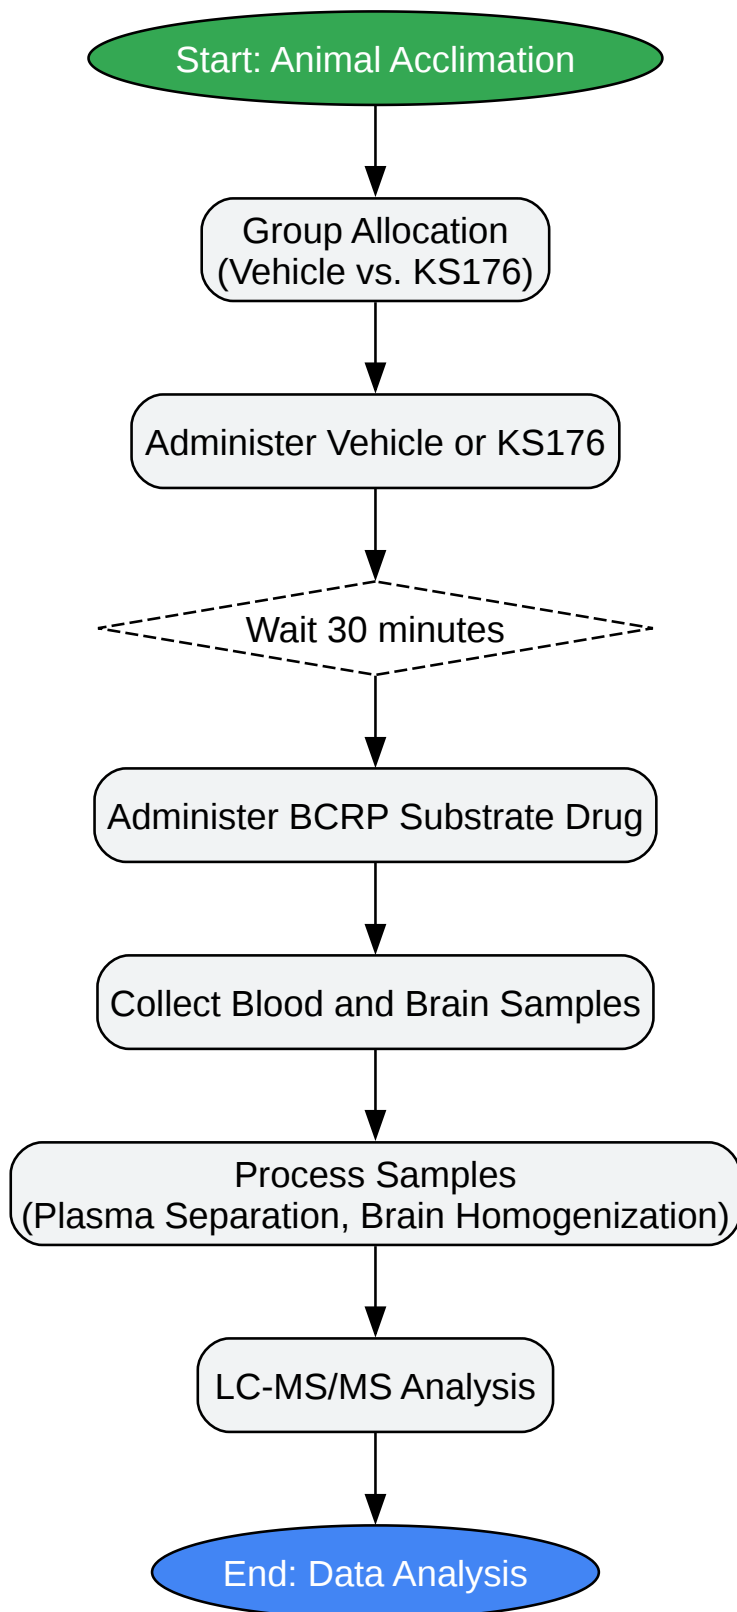 Start: Animal Acclimation
Group Allocation
(Vehicle vs. KS176)
Administer Vehicle or KS176
Wait 30 minutes
Administer BCRP Substrate Drug
Collect Blood and Brain Samples
Process Samples
(Plasma Separation, Brain Homogenization)
LC-MS/MS Analysis
End: Data Analysis